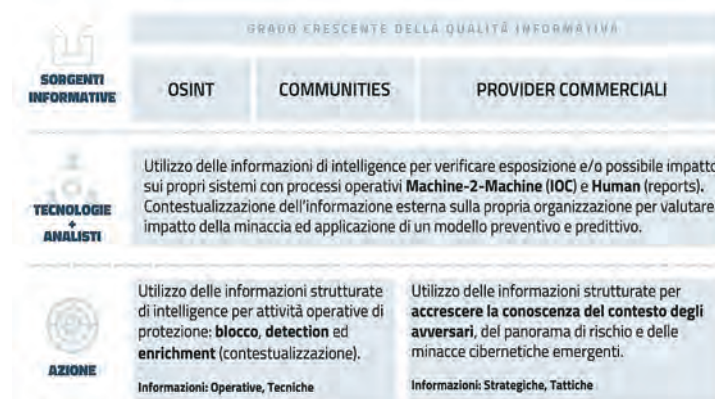 GRADO CRESCENTE DELLA QUALITÀ INFORMATIVA
SORGENTI
INFORMATIVE
OSINT
COMMUNITIES
PROVIDER COMMERCIALI
TECNOLOGIE
+
ANALISTI
Utilizzo delle informazioni di intelligence per verificare esposizione e/o possibile impatto
sui propri sistemi con processi operativi Machine-2-Machine (IOC) e Human (reports).
Contestualizzazione dell'informazione esterna sulla propria organizzazione per valutare
impatto della minaccia ed applicazione di un modello preventivo e predittivo.
AZIONE
Utilizzo delle informazioni strutturate
di intelligence per attività operative di
protezione: blocco, detection ed
enrichment (contestualizzazione).
Informazioni: Operative, Tecniche
Utilizzo delle informazioni strutturate per
accrescere la conoscenza del contesto degli
avversari, del panorama di rischio e delle
minacce cibernetiche emergenti.
Informazioni: Strategiche, Tattiche